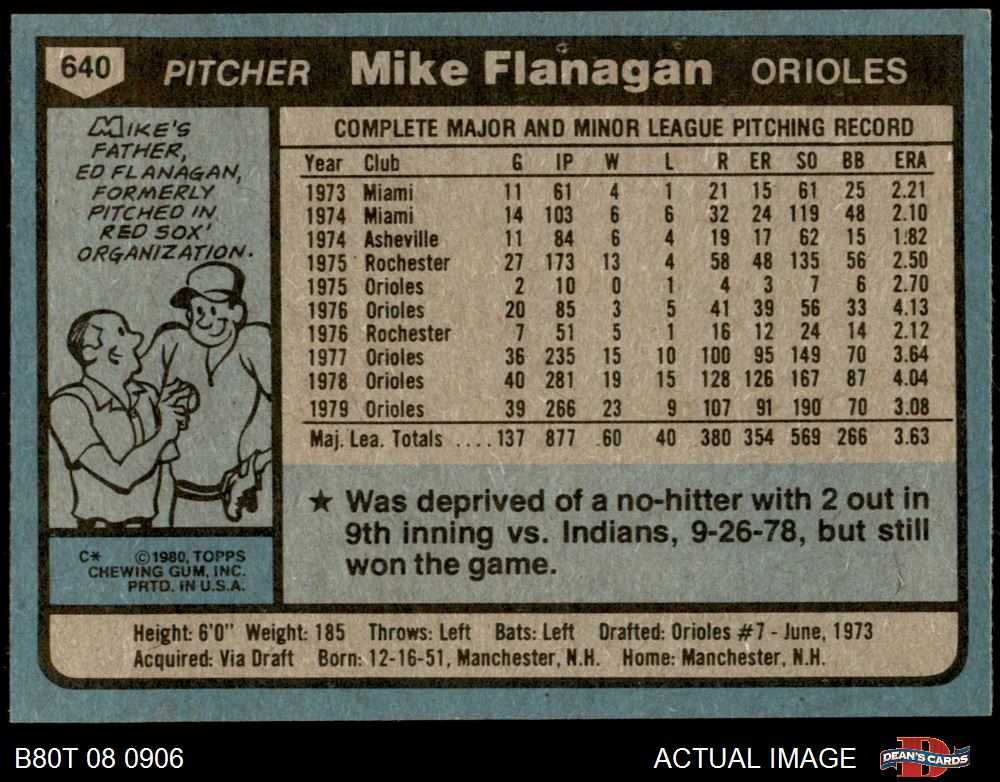 640 PITCHER Mike Flanagan ORIOLES
MIKE'S
FATHER,
ED FLANAGAN,
FORMERLY
PITCHED IN
RED SOX'
ORGANIZATION.
COMPLETE MAJOR AND MINOR LEAGUE PITCHING RECORD
Year Club G IP W L R ER SO BB ERA
1973 Miami 11 61 4 1 21 15 61 25 2.21
1974 Miami 14 103 6 6 32 24 119 48 2.10
1974 Asheville 11 84 6 4 19 17 62 15 1.82
1975 Rochester 27 173 13 4 58 48 135 56 2.50
1975 Orioles 2 10 0 1 4 3 7 6 2.70
1976 Orioles 20 85 3 5 41 39 56 33 4.13
1976 Rochester 7 51 5 1 16 12 24 14 2.12
1977 Orioles 36 235 15 10 100 95 149 70 3.64
1978 Orioles 40 281 19 15 128 126 167 87 4.04
1979 Orioles 39 266 23 9 107 91 190 70 3.08
Maj. Lea. Totals ....137 877 60 40 380 354 569 266 3.63
★ Was deprived of a no-hitter with 2 out in
9th inning vs. Indians, 9-26-78, but still
won the game.
C* © 1980, TOPPS
CHEWING GUM, INC.
PRTD. IN U.S.A.
Height: 6'0" Weight: 185 Throws: Left Bats: Left Drafted: Orioles #7 - June, 1973
Acquired: Via Draft Born: 12-16-51, Manchester, N.H. Home: Manchester, N.H.
B80T 08 0906 ACTUAL IMAGE DEAN'S CARDS